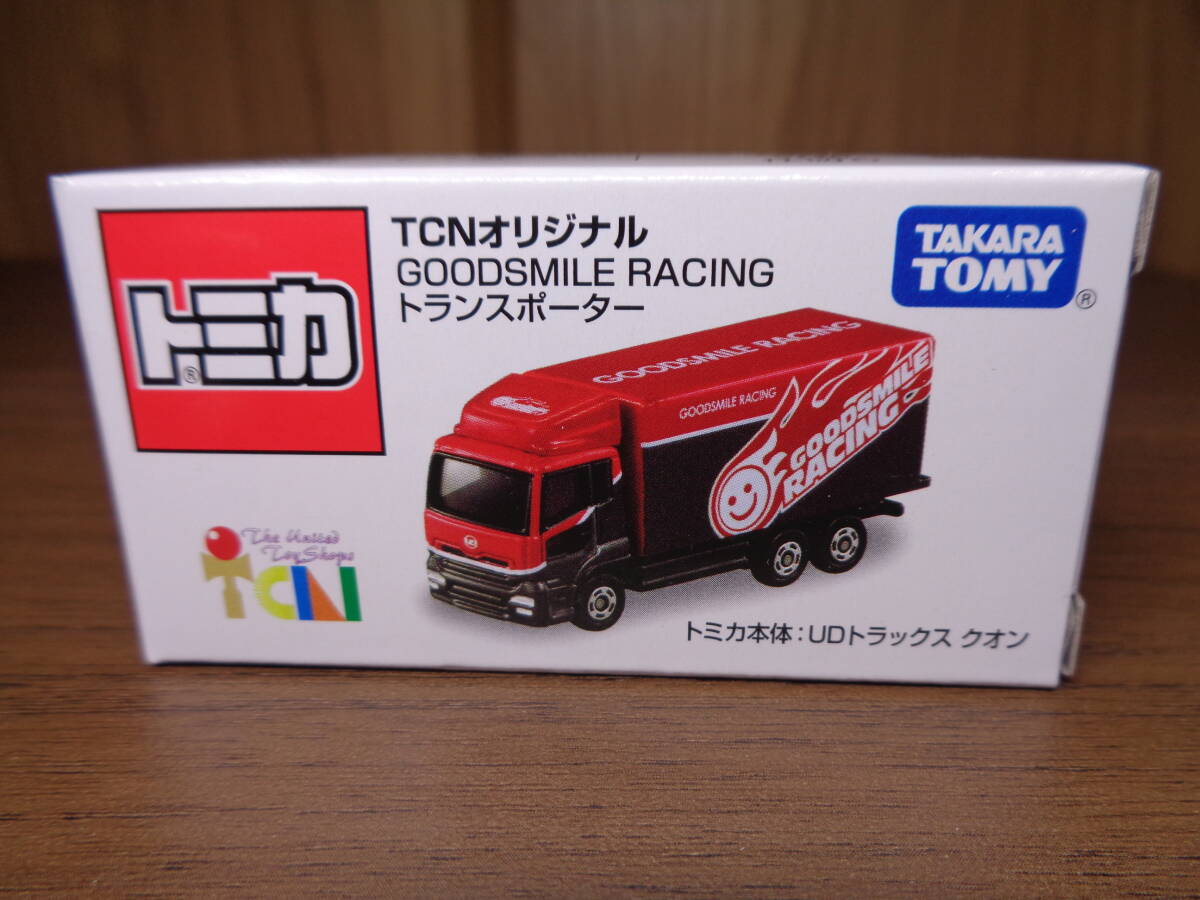 トミカ®
TCNオリジナル
GOODSMILE RACING
トランスポーター
TAKARA
TOMY®
GOODSMILE RACING
GOODSMILE RACING
GOODSMILE
RACING
The United
ToyShops
TCN
トミカ本体：UDトラックス クオン